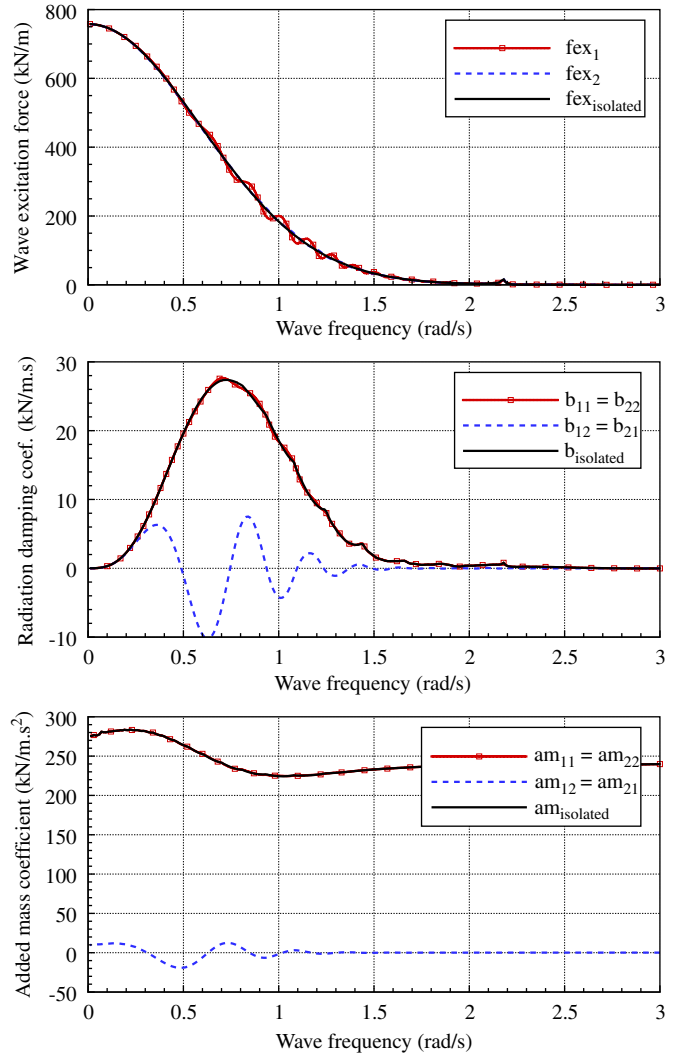 Wave excitation force (kN/m)
800
600
400
200
0
fex₁
fex₂
fexᵢₛₒₗₐₜₑd
0 0.5 1 1.5 2 2.5 3
Wave frequency (rad/s)
Radiation damping coef. (kN/m.s)
30
20
10
0
-10
b₁₁ = b₂₂
b₁₂ = b₂₁
bᵢₛₒₗₐₜₑd
0 0.5 1 1.5 2 2.5 3
Wave frequency (rad/s)
Added mass coefficient (kN/m.s²)
300
250
200
150
100
50
0
-50
am₁₁ = am₂₂
am₁₂ = am₂₁
amᵢₛₒₗₐₜₑd
0 0.5 1 1.5 2 2.5 3
Wave frequency (rad/s)